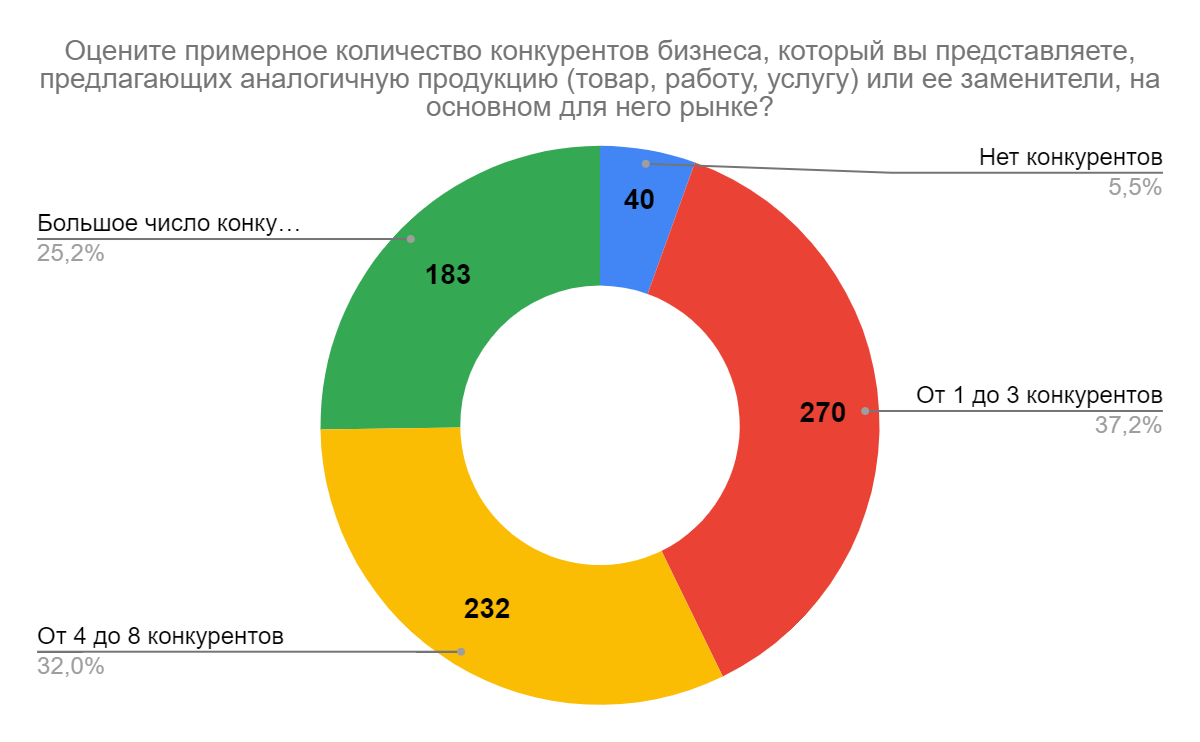 Оцените примерное количество конкурентов бизнеса, который вы представляете,
предлагающих аналогичную продукцию (товар, работу, услугу) или ее заменители, на
основном для него рынке?
Нет конкурентов
5,5%
40
Большое число конку…
25,2%
183
От 1 до 3 конкурентов
37,2%
270
От 4 до 8 конкурентов
32,0%
232